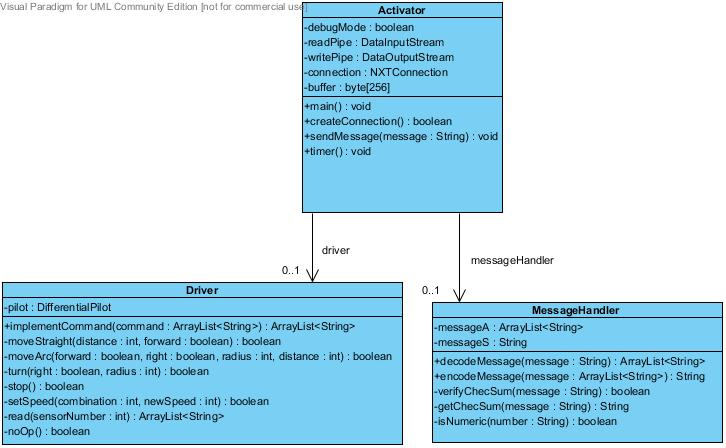 Visual Paradigm for UML Community Edition [not for commercial use]
Activator
-debugMode : boolean
-readPipe : DataInputStream
-writePipe : DataOutputStream
-connection : NXTConnection
-buffer : byte[256]
+main() : void
+createConnection() : boolean
+sendMessage(message : String) : void
+timer() : void
driver
0..1
messageHandler
0..1
Driver
-pilot : DifferentialPilot
+implementCommand(command : ArrayList<String>) : ArrayList<String>
-moveStraight(distance : int, forward : boolean) : boolean
-moveArc(forward : boolean, right : boolean, radius : int, distance : int) : boolean
-turn(right : boolean, radius : int) : boolean
-stop() : boolean
-setSpeed(combination : int, newSpeed : int) : boolean
-read(sensorNumber : int) : ArrayList<String>
-noOp() : boolean
MessageHandler
-messageA : ArrayList<String>
-messageS : String
+decodeMessage(message : String) : ArrayList<String>
+encodeMessage(message : ArrayList<String>) : String
-verifyChecSum(message : String) : boolean
-getChecSum(message : String) : String
-isNumeric(number : String) : boolean